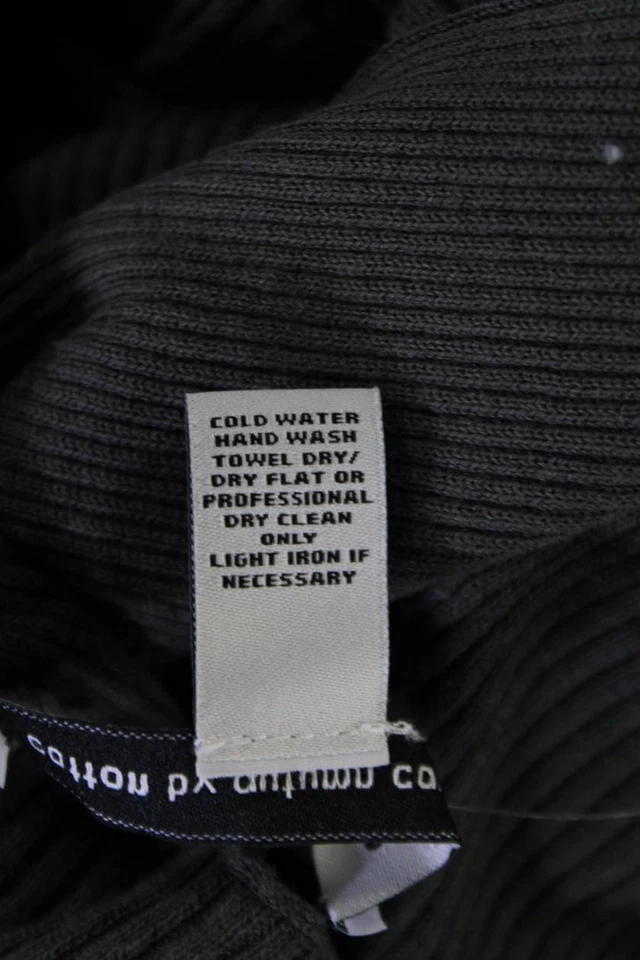 COLD WATER
HAND WASH
TOWEL DRY/
DRY FLAT OR
PROFESSIONAL
DRY CLEAN
ONLY
LIGHT IRON IF
NECESSARY
cotton by autumn ca